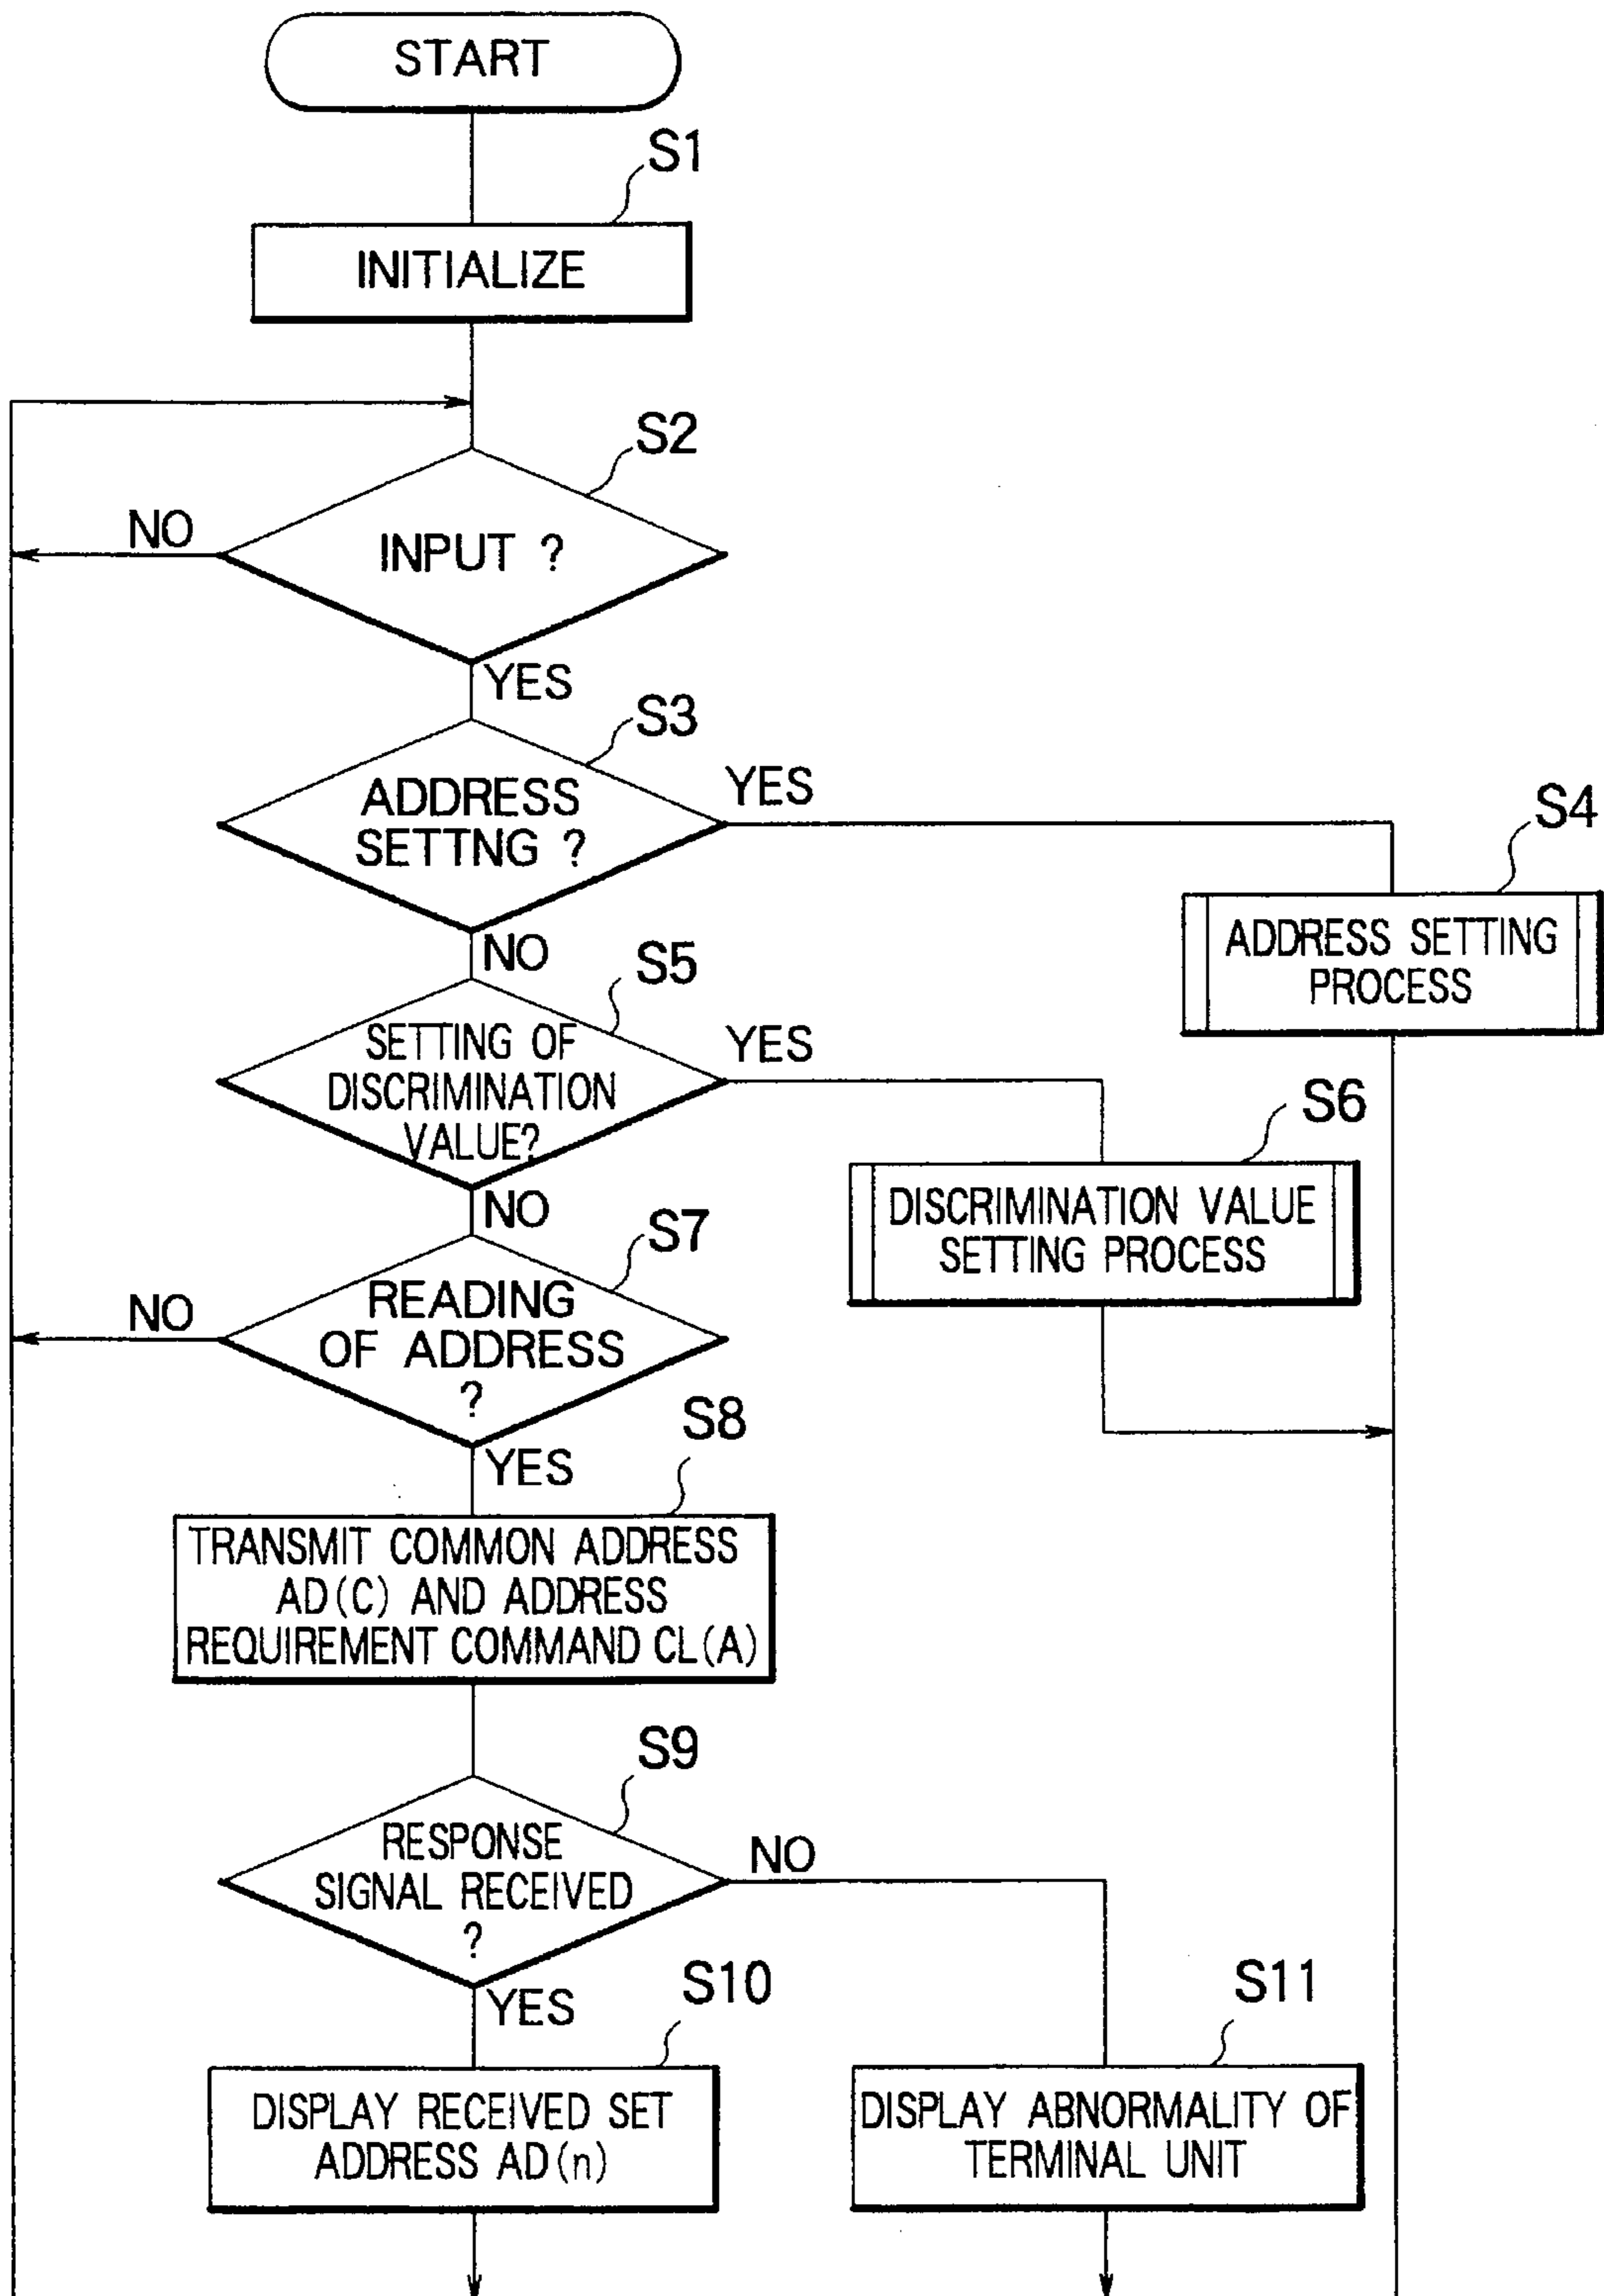 START
S1
INITIALIZE
S2
NO
INPUT ?
YES
S3
ADDRESS
SETTNG ?
YES
S4
ADDRESS SETTING
PROCESS
NO
S5
SETTING OF
DISCRIMINATION
VALUE?
YES
S6
DISCRIMINATION VALUE
SETTING PROCESS
NO
S7
READING
OF ADDRESS
?
NO
YES
S8
TRANSMIT COMMON ADDRESS
AD(C) AND ADDRESS
REQUIREMENT COMMAND CL(A)
S9
RESPONSE
SIGNAL RECEIVED
?
NO
YES
S10
DISPLAY RECEIVED SET
ADDRESS AD(n)
S11
DISPLAY ABNORMALITY OF
TERMINAL UNIT